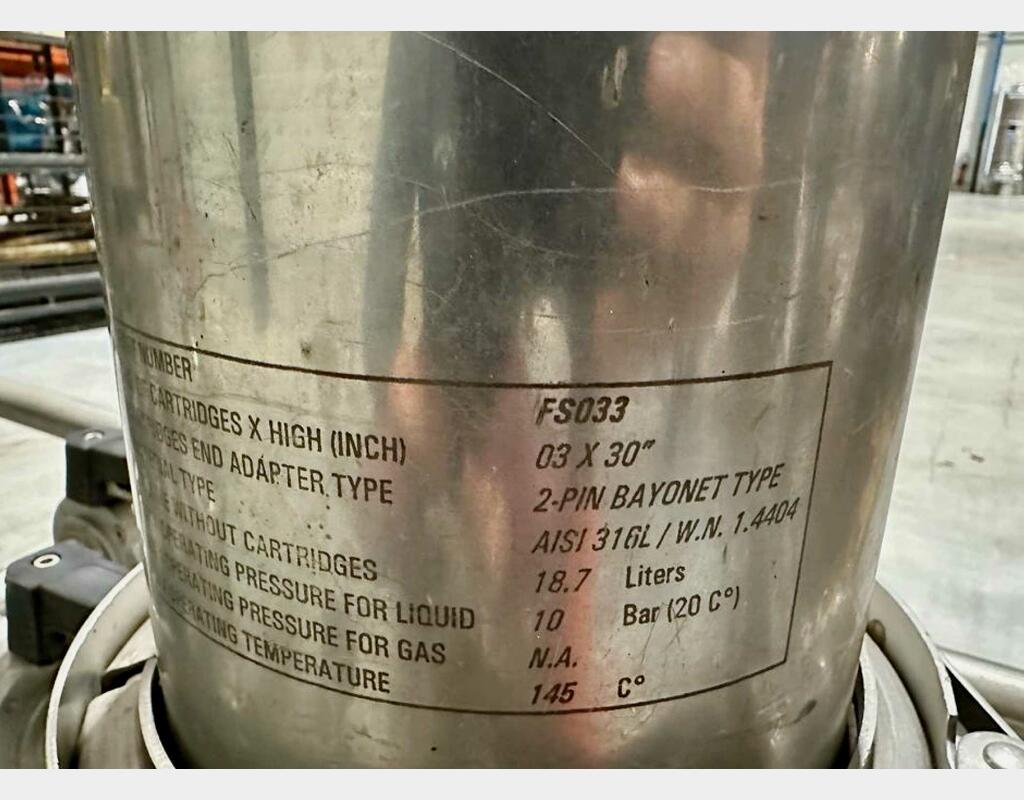 NUMBER FS033
CARTRIDGES X HIGH (INCH) 03 X 30"
END ADAPTER TYPE 2-PIN BAYONET TYPE
TYPE AISI 316L / W.N. 1.4404
WITHOUT CARTRIDGES 18.7 Liters
OPERATING PRESSURE FOR LIQUID 10 Bar (20 C°)
OPERATING PRESSURE FOR GAS N.A.
OPERATING TEMPERATURE 145 C°